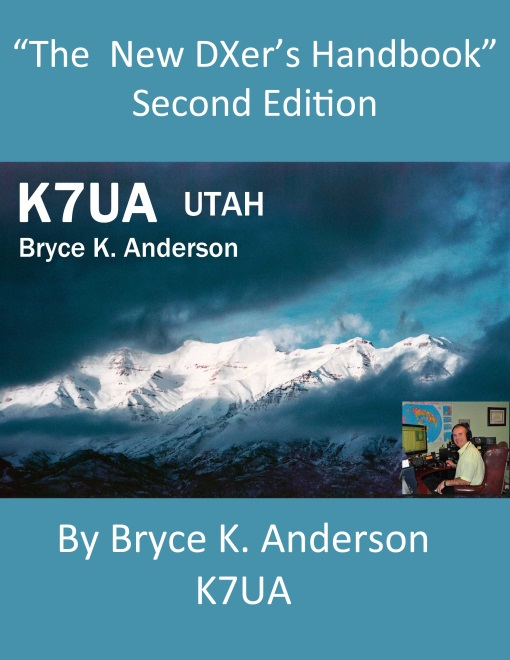 “The  New DXer’s Handbook”
Second Edition
K7UA UTAH
Bryce K. Anderson
By Bryce K. Anderson
K7UA